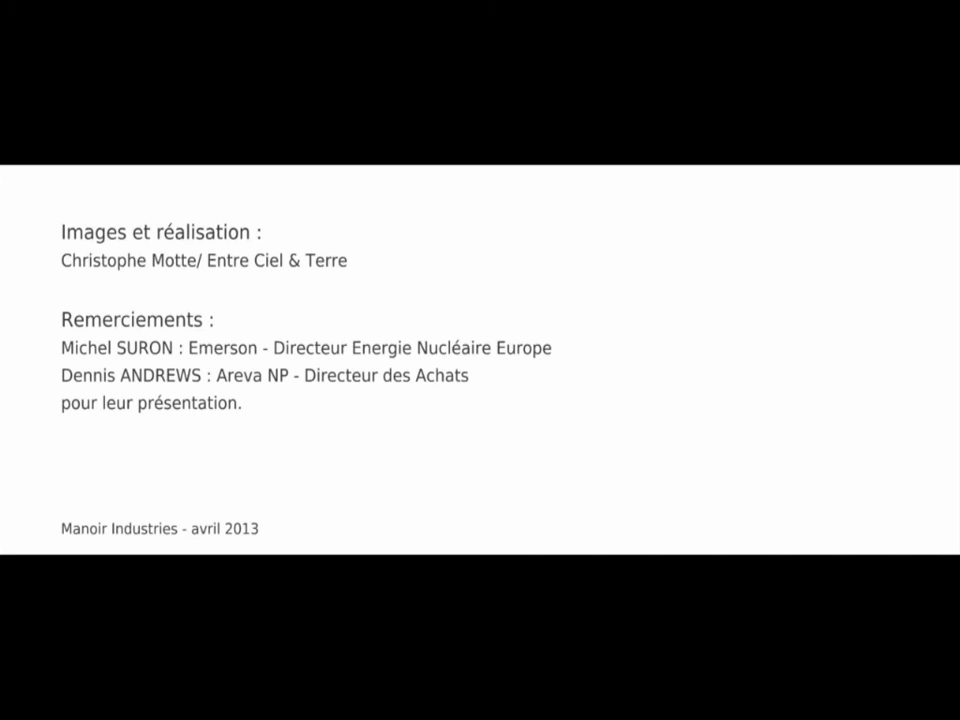 Images et réalisation :
Christophe Motte/ Entre Ciel & Terre
Remerciements :
Michel SURON : Emerson - Directeur Energie Nucléaire Europe
Dennis ANDREWS : Areva NP - Directeur des Achats
pour leur présentation.
Manoir Industries - avril 2013